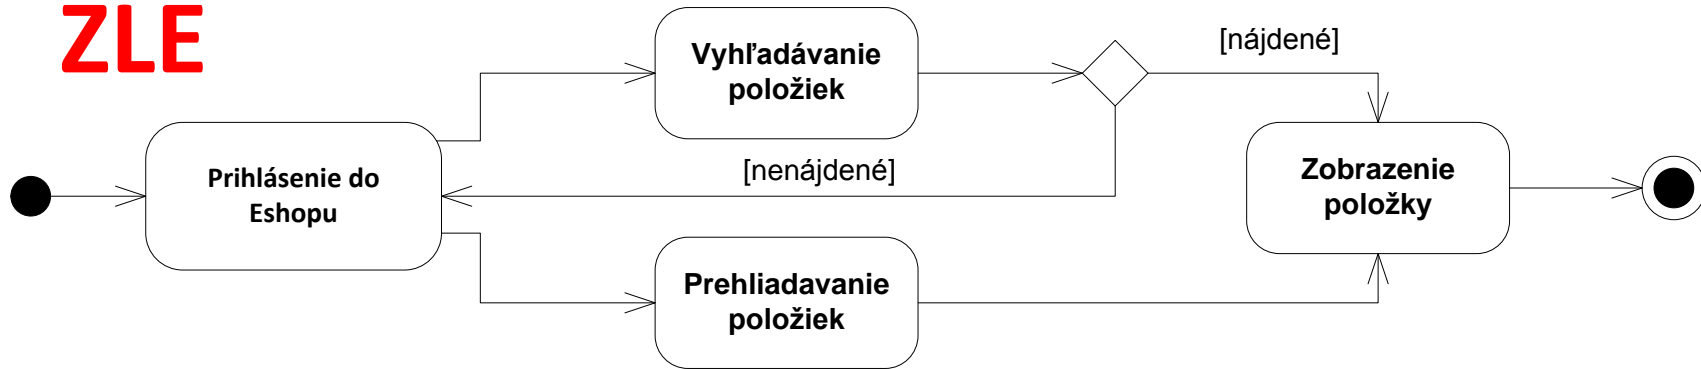 ZLE
Vyhľadávanie
položiek
[nájdené]
[nenájdené]
Prihlásenie do
Eshopu
Zobrazenie
položky
Prehliadavanie
položiek